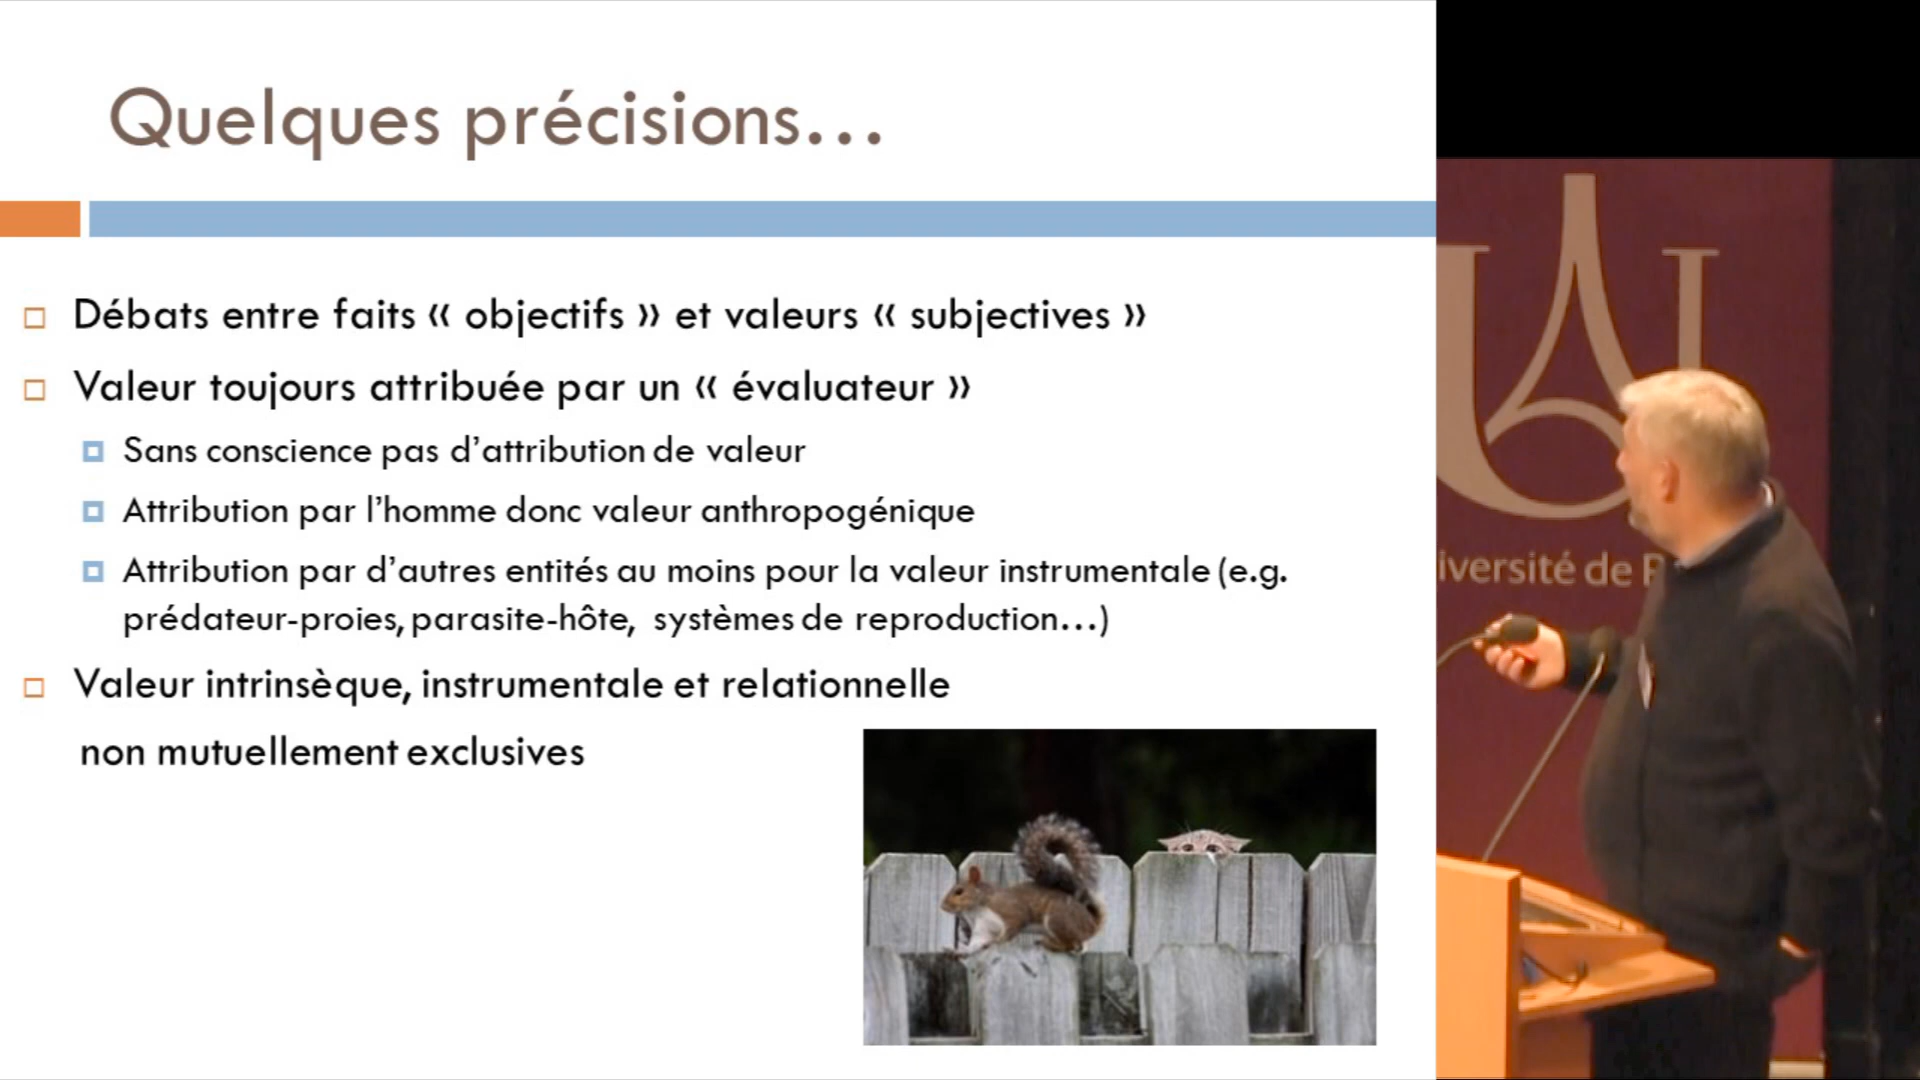 Quelques précisions...
Débats entre faits « objectifs » et valeurs « subjectives »
Valeur toujours attribuée par un « évaluateur »
Sans conscience pas d'attribution de valeur
Attribution par l'homme donc valeur anthropogénique
Attribution par d'autres entités au moins pour la valeur instrumentale (e.g.
prédateur-proies, parasite-hôte, systèmes de reproduction...)
Valeur intrinsèque, instrumentale et relationnelle
non mutuellement exclusives
iversité de